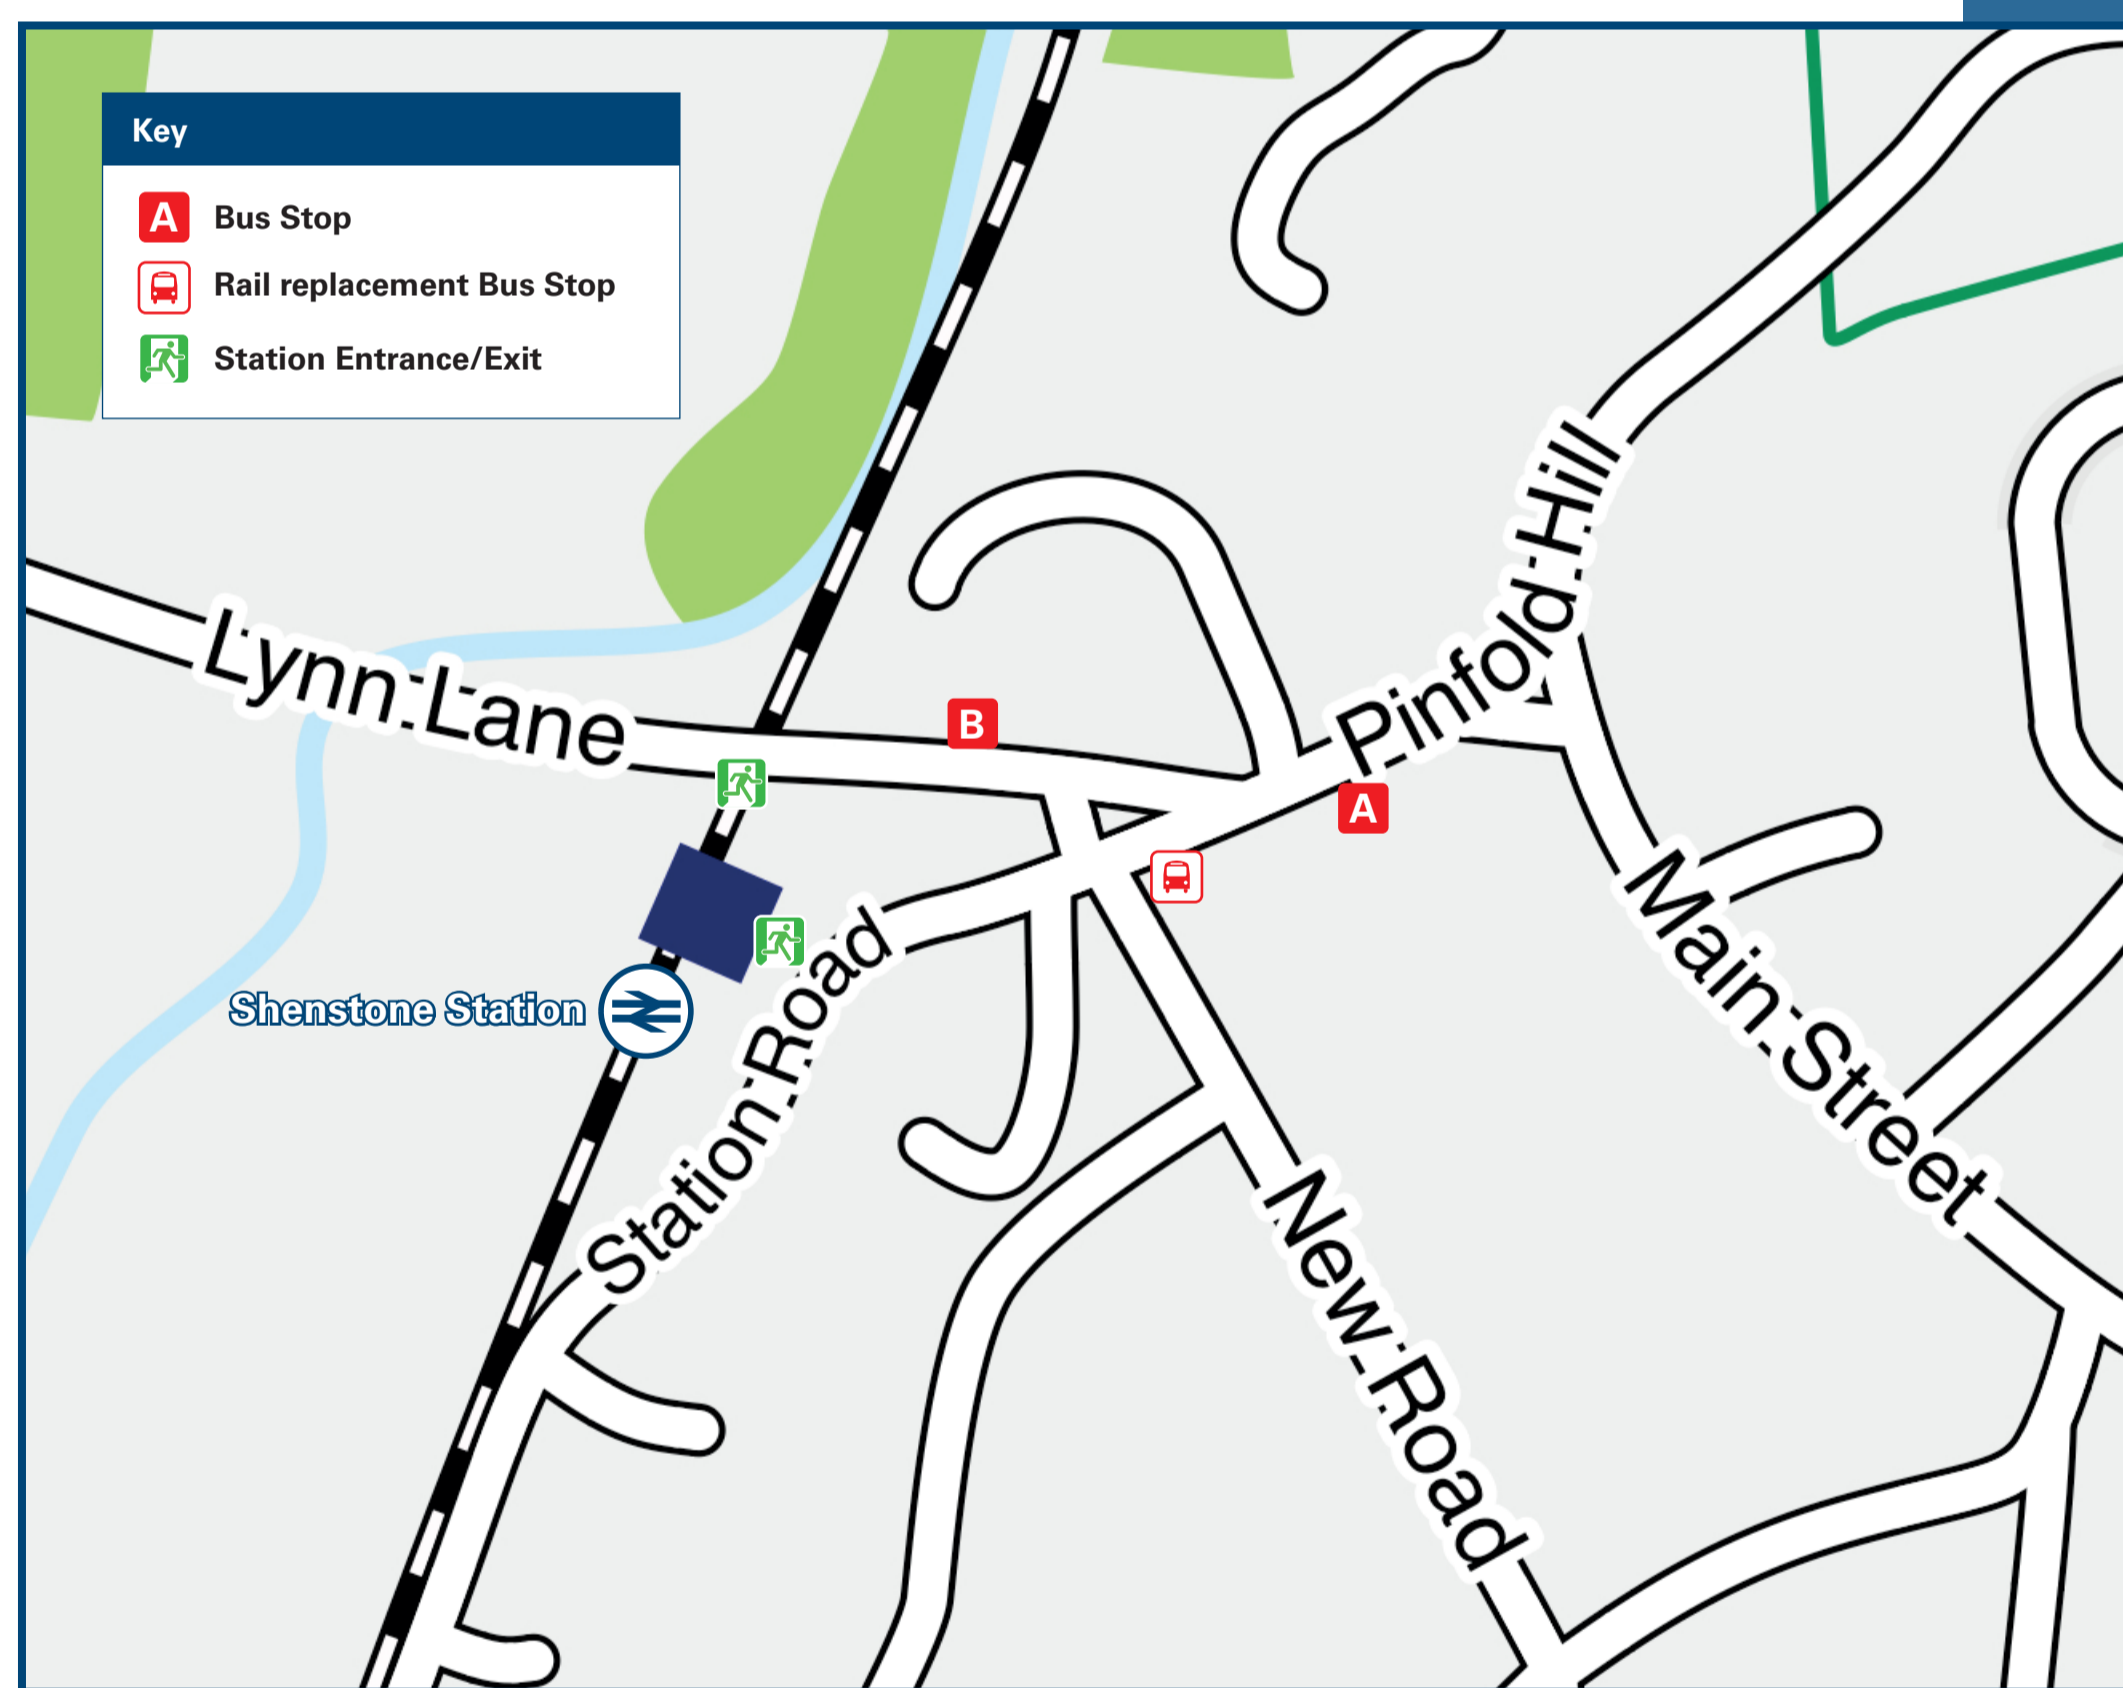 Key
A Bus Stop
Rail replacement Bus Stop
Station Entrance/Exit
Pinfold Hill
Lynn Lane
B
A
Station Road
Shenstone Station
Main Street
New Road